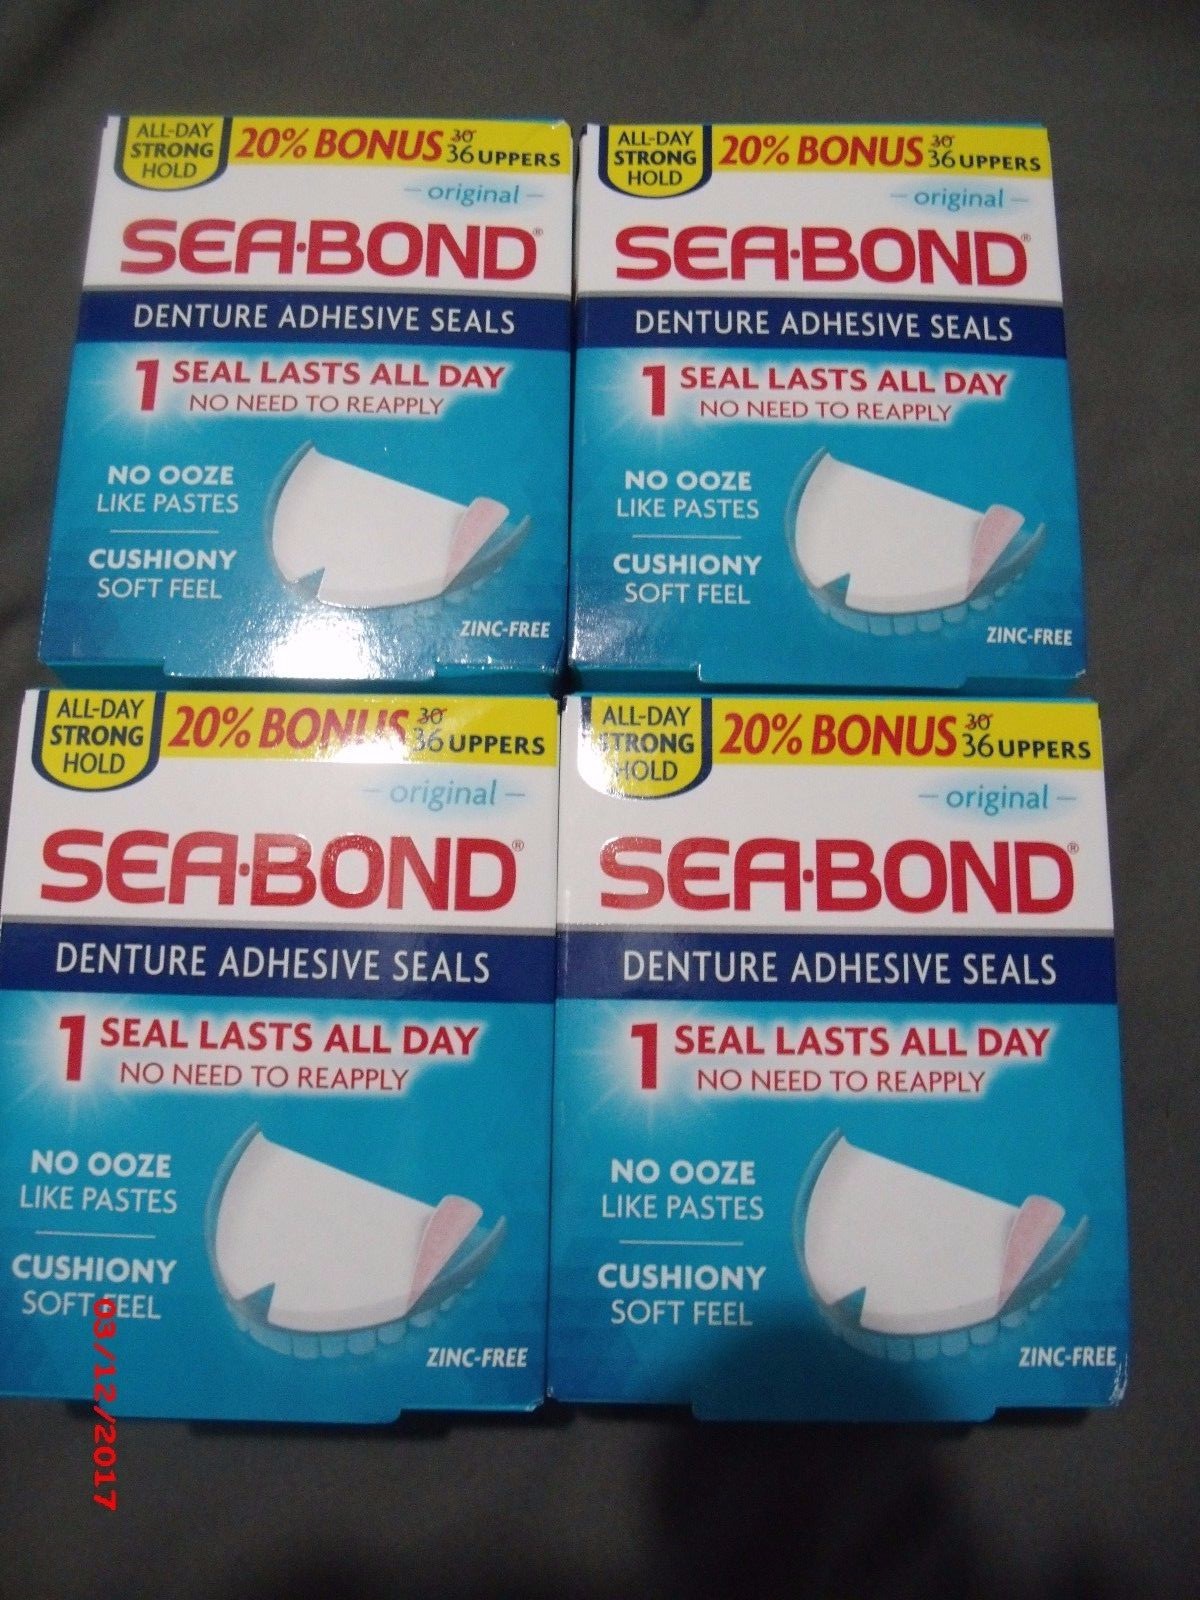 ALL-DAY
STRONG
HOLD
20% BONUS
30
36 UPPERS
original
SEA·BOND®
DENTURE ADHESIVE SEALS
1 SEAL LASTS ALL DAY
NO NEED TO REAPPLY
NO OOZE
LIKE PASTES
CUSHIONY
SOFT FEEL
ZINC-FREE
ALL-DAY
STRONG
HOLD
20% BONUS
30
36 UPPERS
original
SEA·BOND®
DENTURE ADHESIVE SEALS
1 SEAL LASTS ALL DAY
NO NEED TO REAPPLY
NO OOZE
LIKE PASTES
CUSHIONY
SOFT FEEL
ZINC-FREE
ALL-DAY
STRONG
HOLD
20% BONUS
30
36 UPPERS
original
SEA·BOND®
DENTURE ADHESIVE SEALS
1 SEAL LASTS ALL DAY
NO NEED TO REAPPLY
NO OOZE
LIKE PASTES
CUSHIONY
SOFT FEEL
ZINC-FREE
ALL-DAY
STRONG
HOLD
20% BONUS
30
36 UPPERS
original
SEA·BOND®
DENTURE ADHESIVE SEALS
1 SEAL LASTS ALL DAY
NO NEED TO REAPPLY
NO OOZE
LIKE PASTES
CUSHIONY
SOFT FEEL
ZINC-FREE
03/12/2017